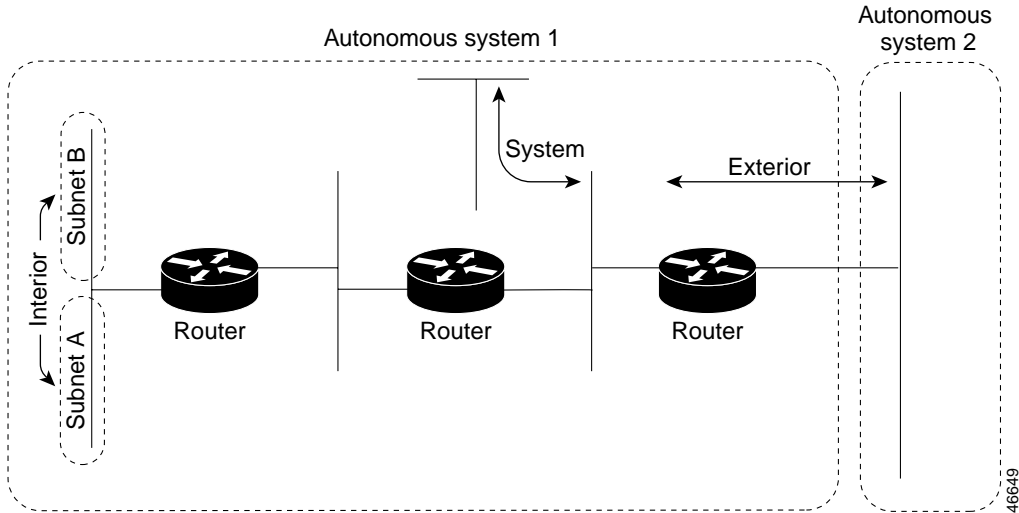 Autonomous system 1
Autonomous
system 2
System
Exterior
Interior
Subnet B
Subnet A
Router
Router
Router
46649